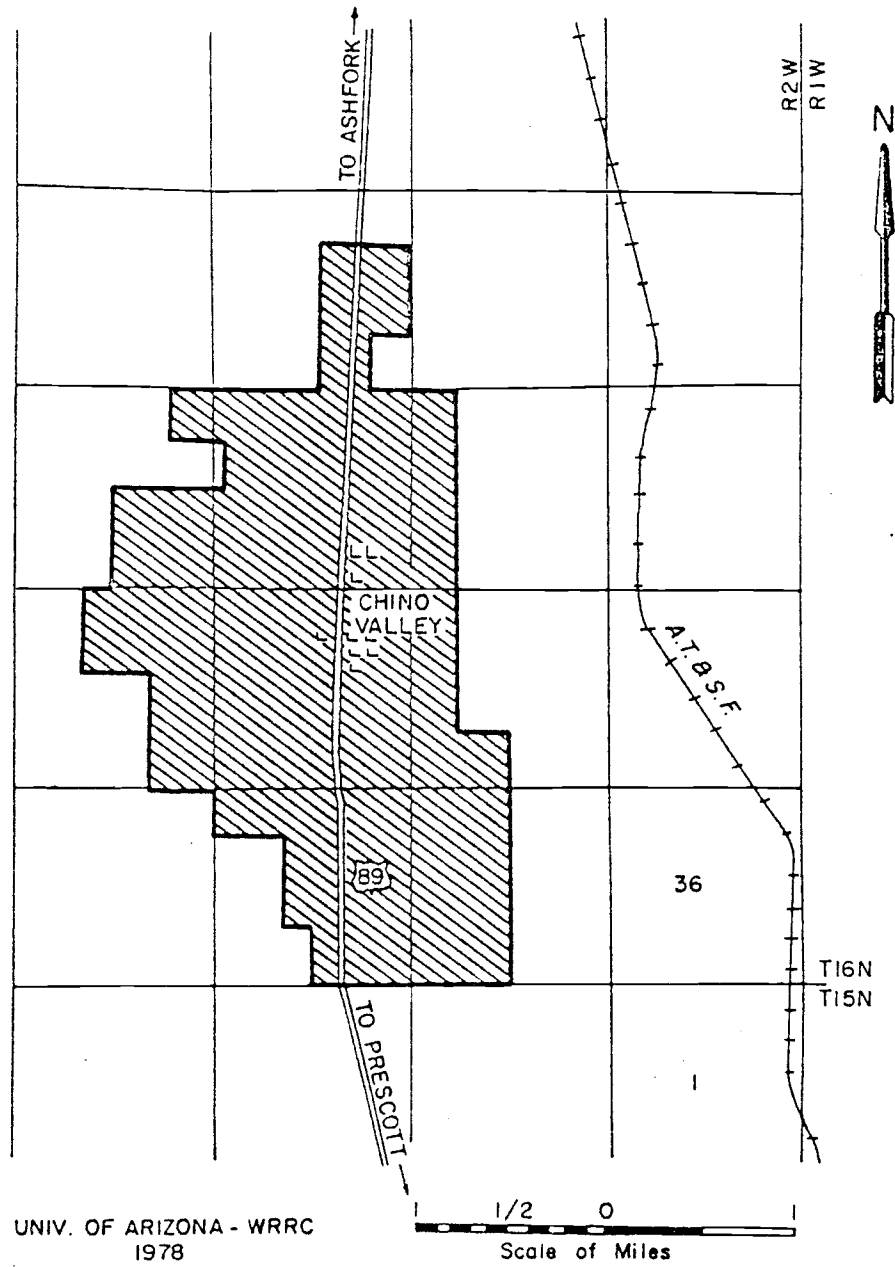 TO ASHFORK
R2W
R1W
N
CHINO
VALLEY
A.T. & S.F.
89
36
T16N
T15N
TO PRESCOTT
1
UNIV. OF ARIZONA - WRRC
1978
1 1/2 0 1
Scale of Miles